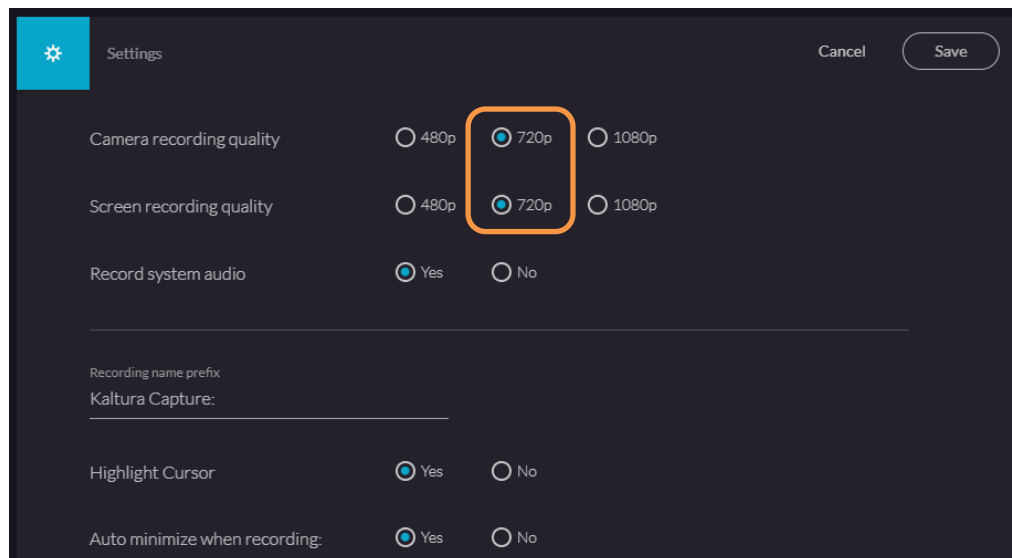 Settings Cancel Save
Camera recording quality 480p 720p 1080p
Screen recording quality 480p 720p 1080p
Record system audio Yes No
Recording name prefix
Kaltura Capture:
Highlight Cursor Yes No
Auto minimize when recording: Yes No